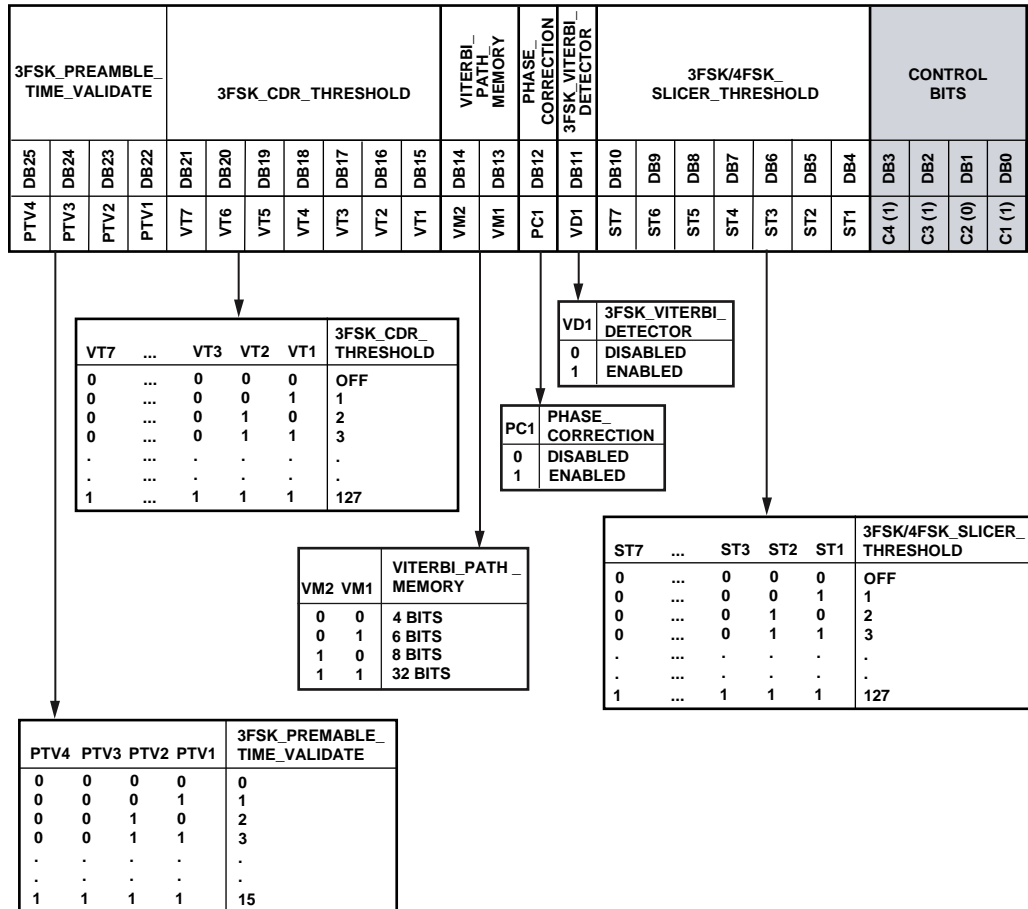 3FSK_PREAMBLE_
TIME_VALIDATE
3FSK_CDR_THRESHOLD
VITERBI_
PATH_
MEMORY
PHASE_
CORRECTION
3FSK_VITERBI_
DETECTOR
3FSK/4FSK_
SLICER_THRESHOLD
CONTROL
BITS
DB25 DB24 DB23 DB22 DB21 DB20 DB19 DB18 DB17 DB16 DB15 DB14 DB13 DB12 DB11 DB10 DB9 DB8 DB7 DB6 DB5 DB4 DB3 DB2 DB1 DB0
PTV4 PTV3 PTV2 PTV1 VT7 VT6 VT5 VT4 VT3 VT2 VT1 VM2 VM1 PC1 VD1 ST7 ST6 ST5 ST4 ST3 ST2 ST1 C4 (1) C3 (1) C2 (0) C1 (1)
VD1 3FSK_VITERBI_
DETECTOR
0 DISABLED
1 ENABLED
3FSK_CDR_
VT7 ... VT3 VT2 VT1 THRESHOLD
0 ... 0 0 0 OFF
0 ... 0 0 1 1
0 ... 0 1 0 2
0 ... 0 1 1 3
. ... . . . .
. ... . . . .
1 ... 1 1 1 127
PC1 PHASE_
CORRECTION
0 DISABLED
1 ENABLED
3FSK/4FSK_SLICER_
ST7 ... ST3 ST2 ST1 THRESHOLD
0 ... 0 0 0 OFF
0 ... 0 0 1 1
0 ... 0 1 0 2
0 ... 0 1 1 3
. ... . . . .
. ... . . . .
1 ... 1 1 1 127
VITERBI_PATH _
VM2 VM1 MEMORY
0 0 4 BITS
0 1 6 BITS
1 0 8 BITS
1 1 32 BITS
3FSK_PREMABLE_
PTV4 PTV3 PTV2 PTV1 TIME_VALIDATE
0 0 0 0 0
0 0 0 1 1
0 0 1 0 2
0 0 1 1 3
. . . . .
. . . . .
1 1 1 1 15